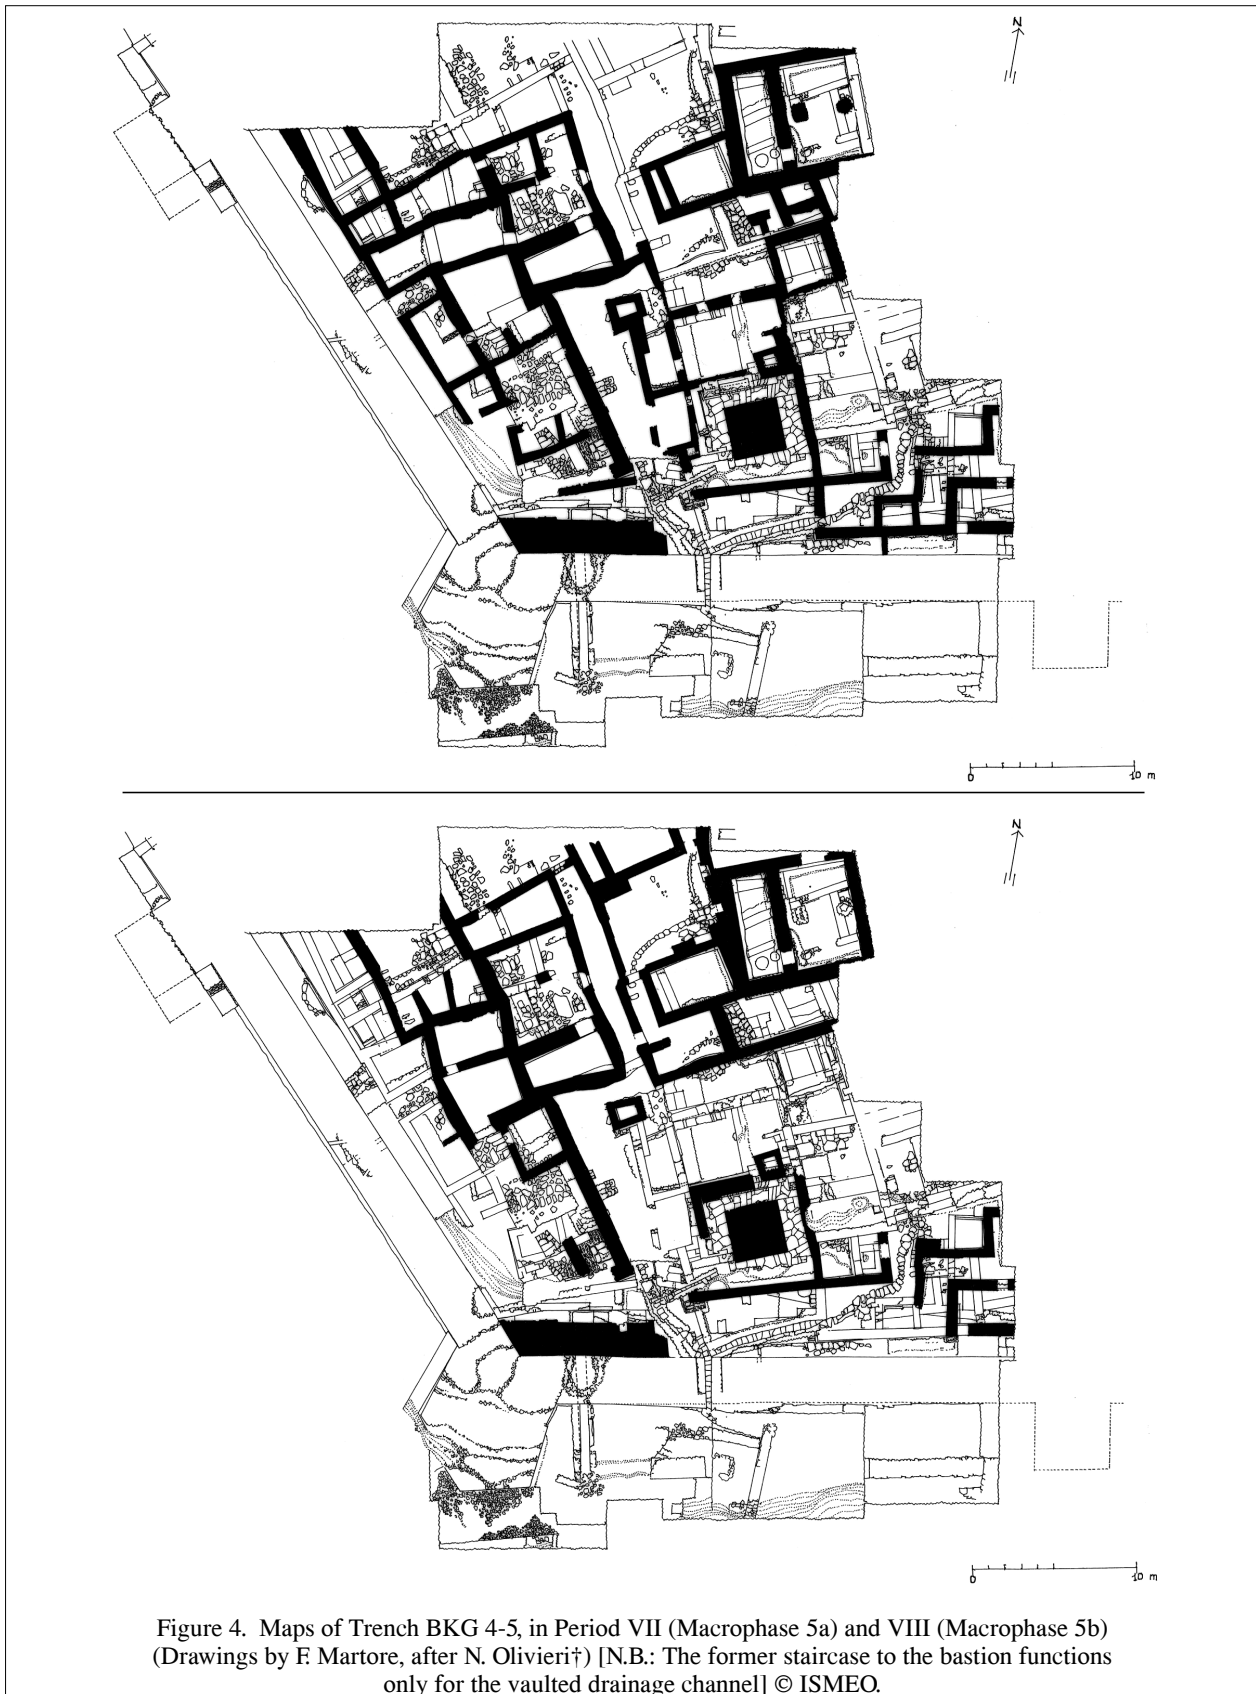 N
0
10 m
N
0
10 m
Figure 4. Maps of Trench BKG 4-5, in Period VII (Macrophase 5a) and VIII (Macrophase 5b)
(Drawings by F. Martore, after N. Olivieri†) [N.B.: The former staircase to the bastion functions
only for the vaulted drainage channel] © ISMEO.